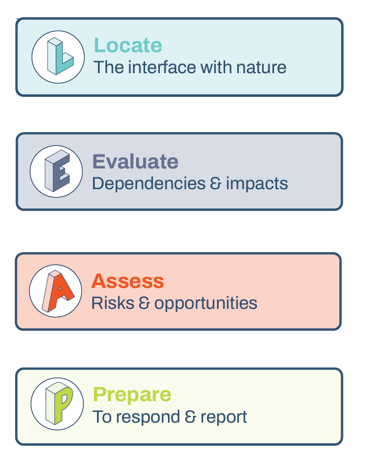 L
Locate
The interface with nature
E
Evaluate
Dependencies & impacts
A
Assess
Risks & opportunities
P
Prepare
To respond & report